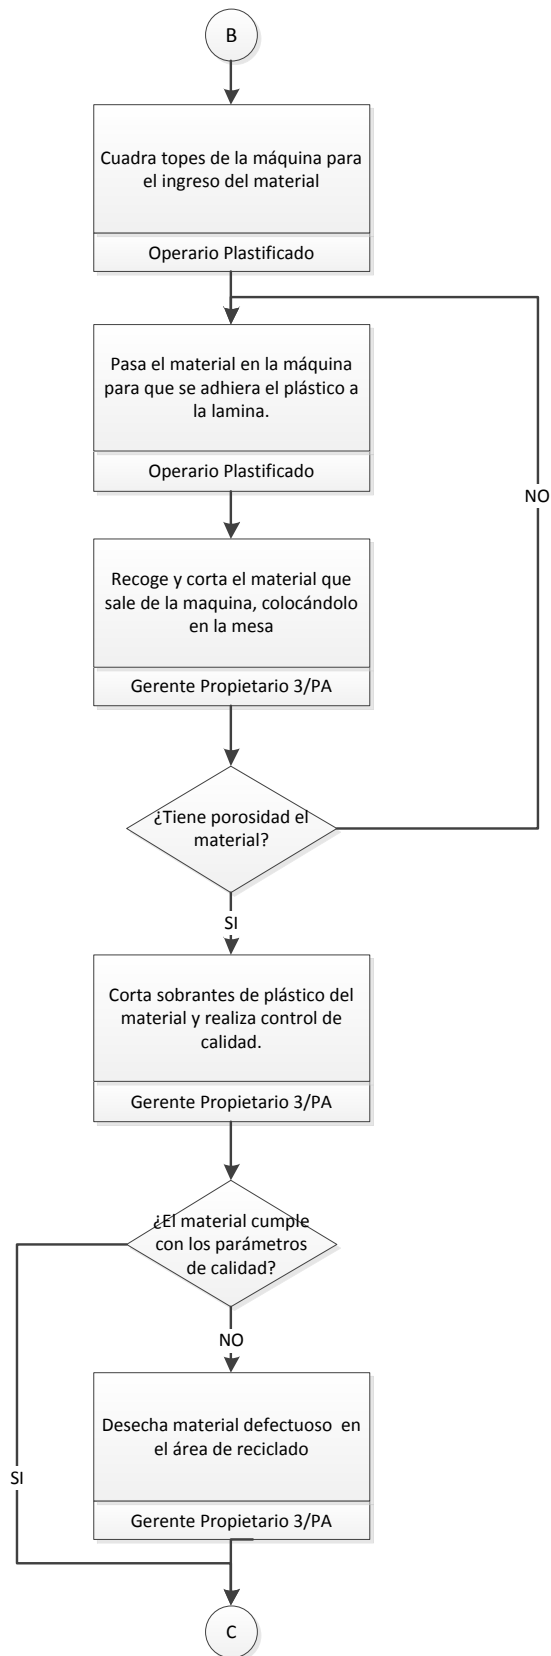 B
Cuadra topes de la máquina para
el ingreso del material
Operario Plastificado
Pasa el material en la máquina
para que se adhiera el plástico a
la lamina.
Operario Plastificado
NO
Recoge y corta el material que
sale de la maquina, colocándolo
en la mesa
Gerente Propietario 3/PA
¿Tiene porosidad el
material?
SI
Corta sobrantes de plástico del
material y realiza control de
calidad.
Gerente Propietario 3/PA
¿El material cumple
con los parámetros
de calidad?
NO
Desecha material defectuoso en
el área de reciclado
SI
Gerente Propietario 3/PA
C